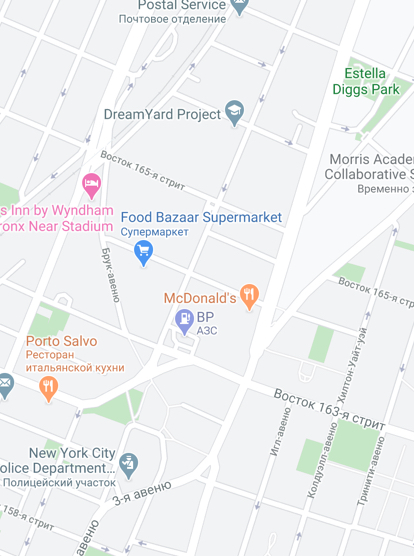 Postal Service
Почтовое отделение
Estella
Diggs Park
DreamYard Project
Morris Acade
Collaborative S
Временно з
Восток 165-я стрит
s Inn by Wyndham
ronx Near Stadium
Food Bazaar Supermarket
Супермаркет
Брук-авеню
McDonald's
Восток 165-я с
BP
АЗС
Porto Salvo
Ресторан
итальянской кухни
Хилтон-Уайт-уэй
Восток 163-я стрит
Игл-авеню
Колдуэлл-авеню
Тринити-авеню
New York City
olice Department...
Полицейский участок
3-я авеню
158-я стрит
авеню